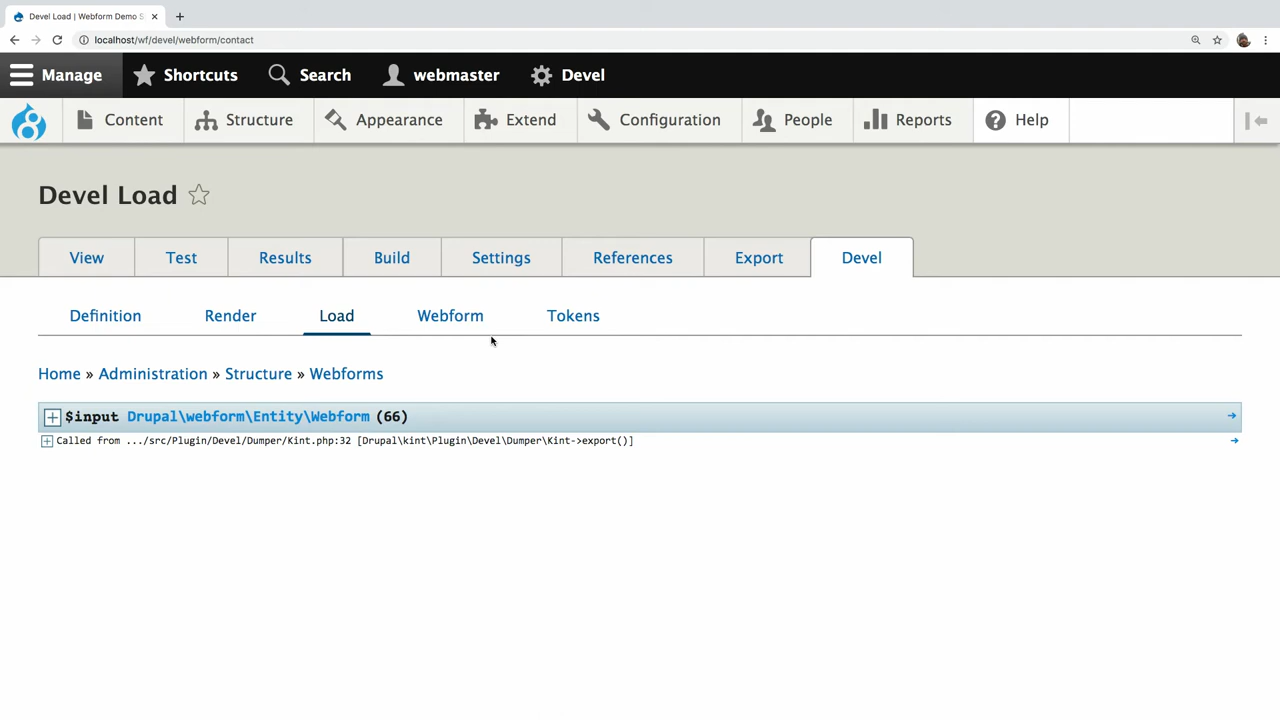 Devel Load | Webform Demo S
localhost/wf/devel/webform/contact
Manage Shortcuts Search webmaster Devel
Content Structure Appearance Extend Configuration People Reports Help
Devel Load
View Test Results Build Settings References Export Devel
Definition Render Load Webform Tokens
Home » Administration » Structure » Webforms
$input Drupal\webform\Entity\Webform (66)
Called from .../src/Plugin/Devel/Dumper/Kint.php:32 [Drupal\kint\Plugin\Devel\Dumper\Kint->export()]